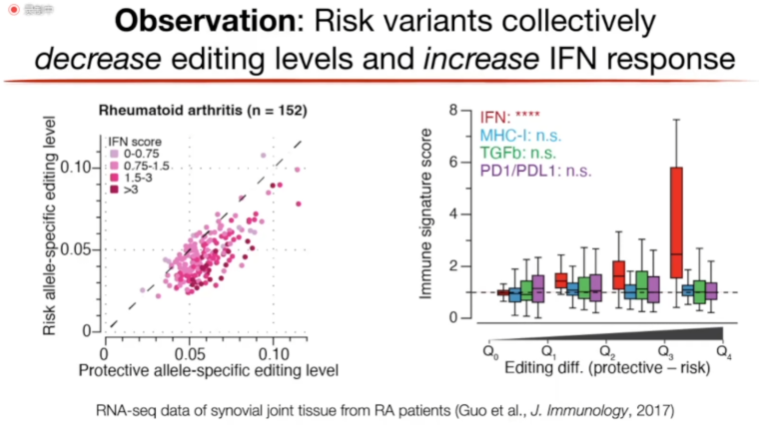 Observation: Risk variants collectively
decrease editing levels and increase IFN response
Rheumatoid arthritis (n = 152)
Risk allele-specific editing level
IFN score
0-0.75
0.75-1.5
1.5-3
>3
0.10
0.05
0
0
0.05
0.10
Protective allele-specific editing level
Immune signature score
8
6
4
2
0
IFN: ****
MHC-I: n.s.
TGFb: n.s.
PD1/PDL1: n.s.
Q0
Q1
Q2
Q3
Q4
Editing diff. (protective – risk)
RNA-seq data of synovial joint tissue from RA patients (Guo et al., J. Immunology, 2017)